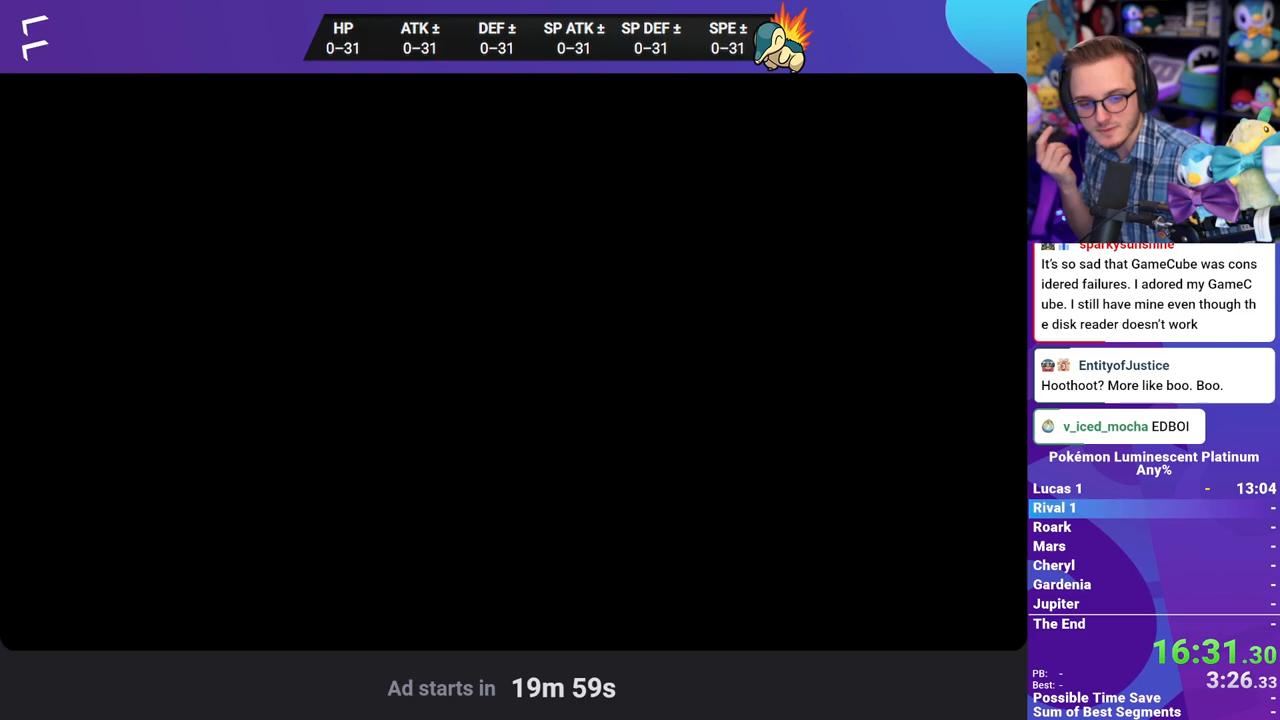 HP ATK ± DEF ± SP ATK ± SP DEF ± SPE ±
0–31 0–31 0–31 0–31 0–31 0–31
sparkysunshine
It's so sad that GameCube was cons
idered failures. I adored my GameC
ube. I still have mine even though th
e disk reader doesn't work
EntityofJustice
Hoothoot? More like boo. Boo.
v_iced_mocha EDBOI
Pokémon Luminescent Platinum
Any%
Lucas 1 - 13:04
Rival 1 -
Roark -
Mars -
Cheryl -
Gardenia -
Jupiter -
The End -
16:31.30
PB: -
Best: - 3:26.33
Possible Time Save -
Sum of Best Segments -
Ad starts in 19m 59s